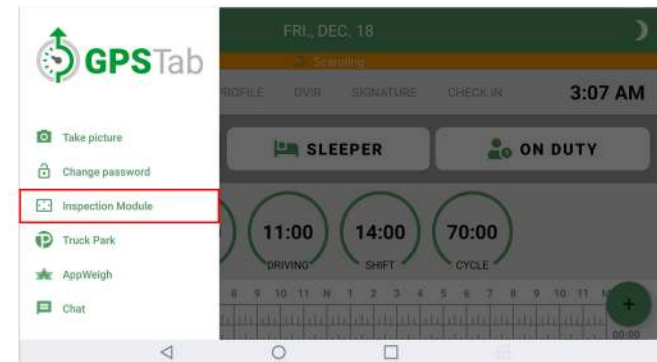 GPSTab
Take picture
Change password
Inspection Module
Truck Park
AppWeigh
Chat
FRI., DEC. 18
Scanning
DVIR SIGNATURE CHECK IN 3:07 AM
SLEEPER
ON DUTY
11:00
DRIVING
14:00
SHIFT
70:00
CYCLE
8 9 10 11 N 1 2 3 4 5 6 7 8 9 10 11 M
+
00:00